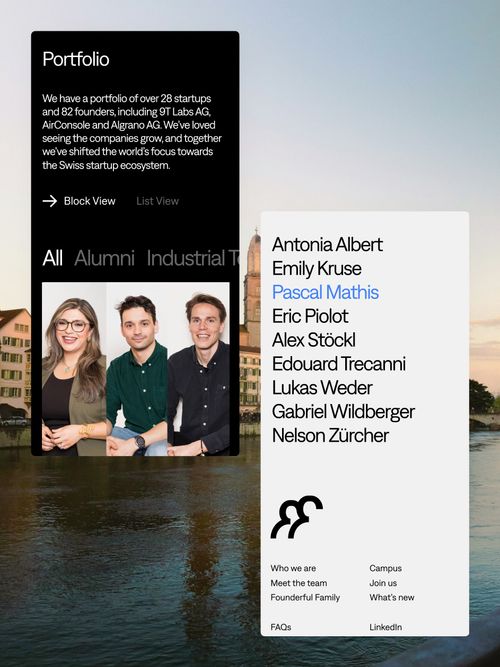 Portfolio
We have a portfolio of over 28 startups
and 82 founders, including 9T Labs AG,
AirConsole and Algrano AG. We've loved
seeing the companies grow, and together
we've shifted the world's focus towards
the Swiss startup ecosystem.
→ Block View List View
All Alumni Industrial
Antonia Albert
Emily Kruse
Pascal Mathis
Eric Piolot
Alex Stöckl
Edouard Trecanni
Lukas Weder
Gabriel Wildberger
Nelson Zürcher
Who we are
Meet the team
Founderful Family
FAQs
Campus
Join us
What's new
LinkedIn